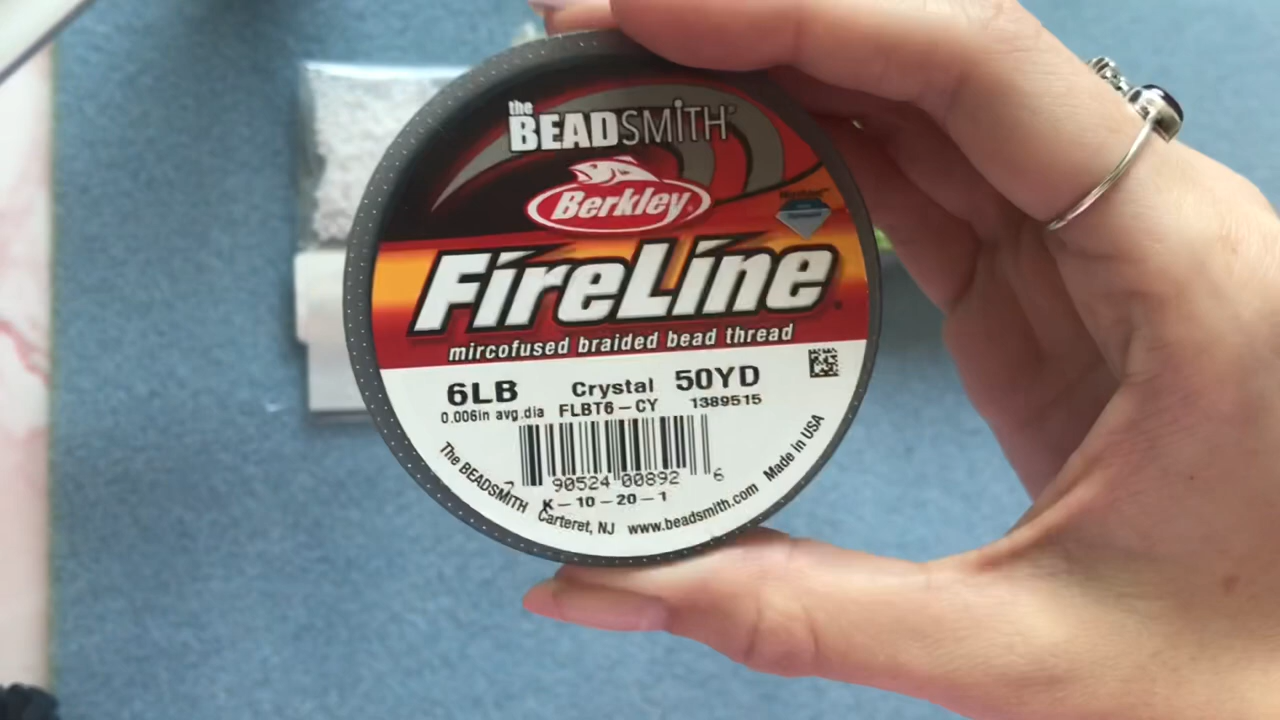 the
BEADSMITH
Berkley
FireLine
mircofused braided bead thread
6LB Crystal 50YD
0.006in avg.dia FLBT6-CY 1389515
7 90524 00892 6
K-10-20-1
The BEADSMITH Carteret, NJ www.beadsmith.com Made in USA